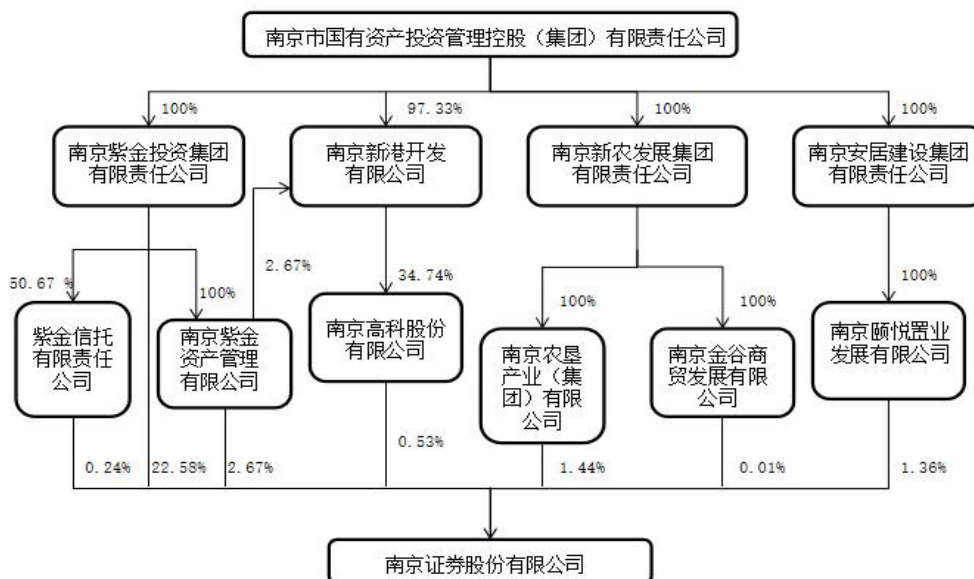 南京市国有资产投资管理控股（集团）有限责任公司
100%
97.33%
100%
100%
南京紫金投资集团
有限责任公司
南京新港开发
有限公司
南京新农发展集团
有限责任公司
南京安居建设集团
有限责任公司
50.67 %
100%
2.67%
34.74%
100%
100%
100%
紫金信托
有限责任
公司
南京紫金
资产管理
有限公司
南京高科股份
有限公司
南京农垦
产业（集
团）有限
公司
南京金谷商
贸发展有限
公司
南京颐悦置业
发展有限公司
0.24%
22.58%
2.67%
0.53%
1.44%
0.01%
1.36%
南京证券股份有限公司